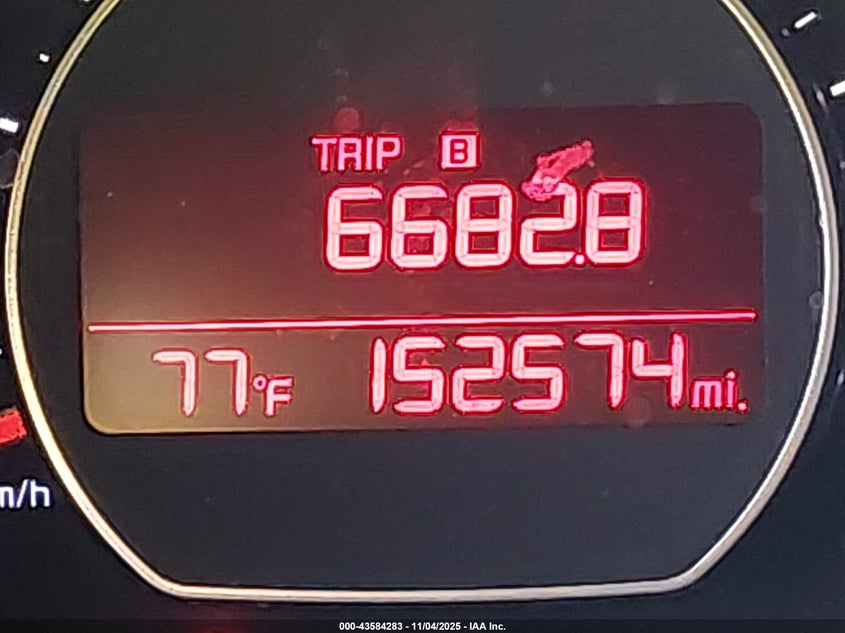 TRIP B
6682.8
77°F 152574 mi.
m/h
000-43584283 - 11/04/2025 - IAA Inc.